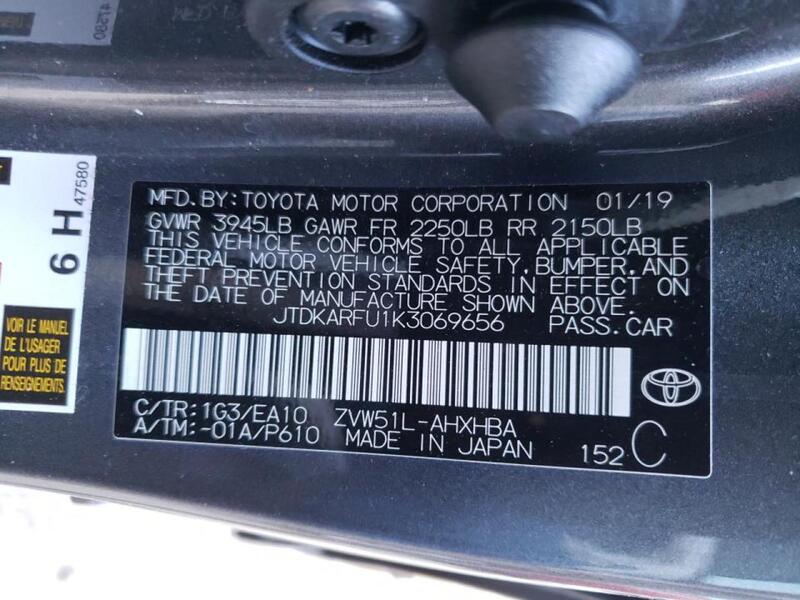 MFD. BY: TOYOTA MOTOR CORPORATION 01/19
GVWR 3945LB GAWR FR 2250LB RR 2150LB
THIS VEHICLE CONFORMS TO ALL APPLICABLE
FEDERAL MOTOR VEHICLE SAFETY, BUMPER, AND
THEFT PREVENTION STANDARDS IN EFFECT ON
THE DATE OF MANUFACTURE SHOWN ABOVE.
JTDKARFU1K3069656 PASS. CAR
C/TR: 1G3/EA10 ZVW51L-AHXHBA
A/TM: -01A/P610 MADE IN JAPAN
152 C
6 H
47580
VOIR LE MANUEL
DE L'USAGER
POUR PLUS DE
RENSEIGNEMENTS.